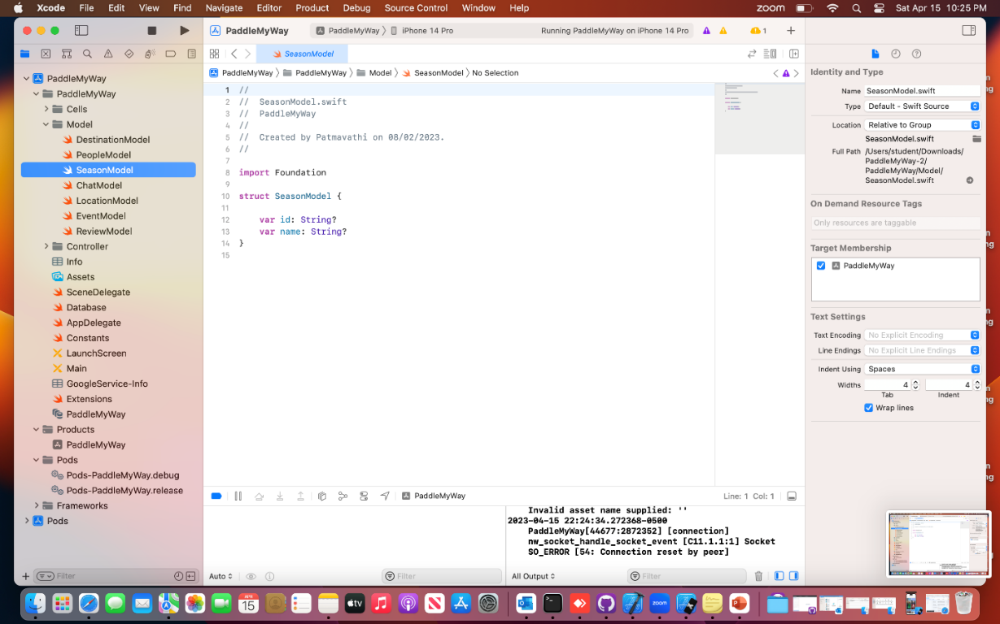 Xcode File Edit View Find Navigate Editor Product Debug Source Control Window Help zoom Sat Apr 15 10:25 PM
PaddleMyWay PaddleMyWay 〉 iPhone 14 Pro Running PaddleMyWay on iPhone 14 Pro 1
SeasonModel
PaddleMyWay 〉 PaddleMyWay 〉 Model 〉 SeasonModel 〉 No Selection
PaddleMyWay
PaddleMyWay
Cells
Model
DestinationModel
PeopleModel
SeasonModel
ChatModel
LocationModel
EventModel
ReviewModel
Controller
Info
Assets
SceneDelegate
Database
AppDelegate
Constants
LaunchScreen
Main
GoogleService-Info
Extensions
PaddleMyWay
Products
PaddleMyWay
Pods
Pods-PaddleMyWay.debug
Pods-PaddleMyWay.release
Frameworks
Pods
Filter
1 //
2 // SeasonModel.swift
3 // PaddleMyWay
4 //
5 // Created by Patmavathi on 08/02/2023.
6 //
7
8 import Foundation
9
10 struct SeasonModel {
11
12 var id: String?
13 var name: String?
14 }
15
PaddleMyWay Line: 1 Col: 1
Invalid asset name supplied: ''
2023-04-15 22:24:34.272368-0500
PaddleMyWay[44677:2872352] [connection]
nw_socket_handle_socket_event [C11.1.1:1] Socket
SO_ERROR [54: Connection reset by peer]
Auto Filter All Output Filter
Identity and Type
Name SeasonModel.swift
Type Default - Swift Source
Location Relative to Group
SeasonModel.swift
Full Path /Users/student/Downloads/
PaddleMyWay-2/
PaddleMyWay/Model/
SeasonModel.swift
On Demand Resource Tags
Only resources are taggable
Target Membership
PaddleMyWay
Text Settings
Text Encoding No Explicit Encoding
Line Endings No Explicit Line Endings
Indent Using Spaces
Widths 4 4
Tab Indent
Wrap lines
APR
15
tv
zoom